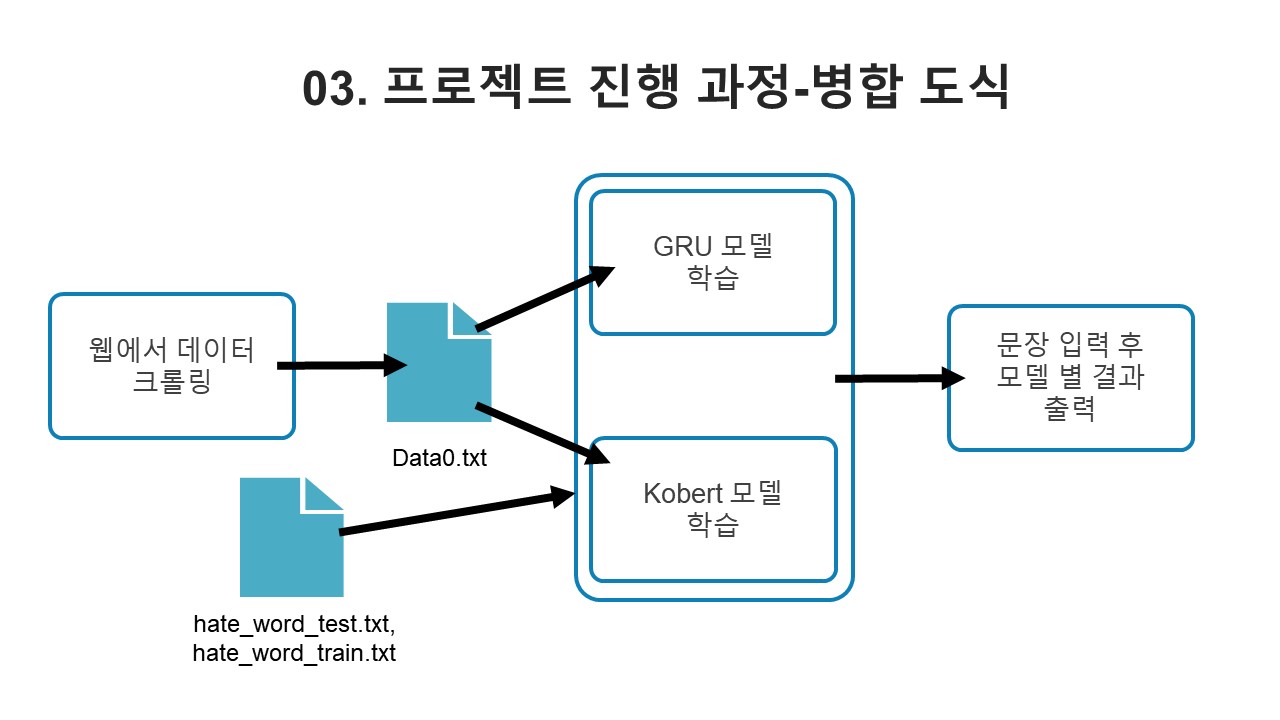 03. 프로젝트 진행 과정-병합 도식
웹에서 데이터
크롤링
Data0.txt
hate_word_test.txt,
hate_word_train.txt
GRU 모델
학습
Kobert 모델
학습
문장 입력 후
모델 별 결과
출력